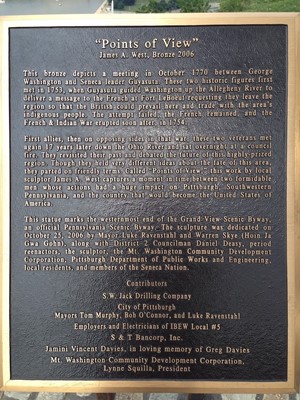 "Points of View"
James A. West, Bronze 2006
This bronze depicts a meeting in October 1770 between George
Washington and Seneca leader Guyasuta. These two historic figures first
met in 1753, when Guyasuta guided Washington up the Allegheny River to
deliver a message to the French at Fort LeBoeuf requesting they leave the
region so that the British could prevail here and trade with the area's
indigenous people. The attempt failed, the French remained, and the
French & Indian War erupted soon after, in 1754.
First allies, then on opposing sides in that war, these two veterans met
again 17 years later down the Ohio River and sat overnight at a council
fire. They revisited their past and debated the future of this highly-prized
region. Though they had very different ideas about the fate of this area,
they parted on friendly terms. Called "Points of View", this work by local
sculptor James A. West captures a moment in time between two formidable
men whose actions had a huge impact on Pittsburgh, Southwestern
Pennsylvania, and the country that would become the United States of
America.
This statue marks the westernmost end of the Grand View Scenic Byway,
an official Pennsylvania Scenic Byway. The sculpture was dedicated on
October 25, 2006 by Mayor Luke Ravenstahl and Warren Skye (Hoin Ja
Gwa Gohn), along with District 2 Councilman Daniel Deasy, period
reenactors, the sculptor, the Mt. Washington Community Development
Corporation, Pittsburgh Department of Public Works and Engineering,
local residents, and members of the Seneca Nation.
Contributors
S.W. Jack Drilling Company
City of Pittsburgh
Mayors Tom Murphy, Bob O'Connor, and Luke Ravenstahl
Employers and Electricians of IBEW Local #5
S & T Bancorp, Inc.
Jamini Vincent Davies, in loving memory of Greg Davies
Mt. Washington Community Development Corporation,
Lynne Squilla, President